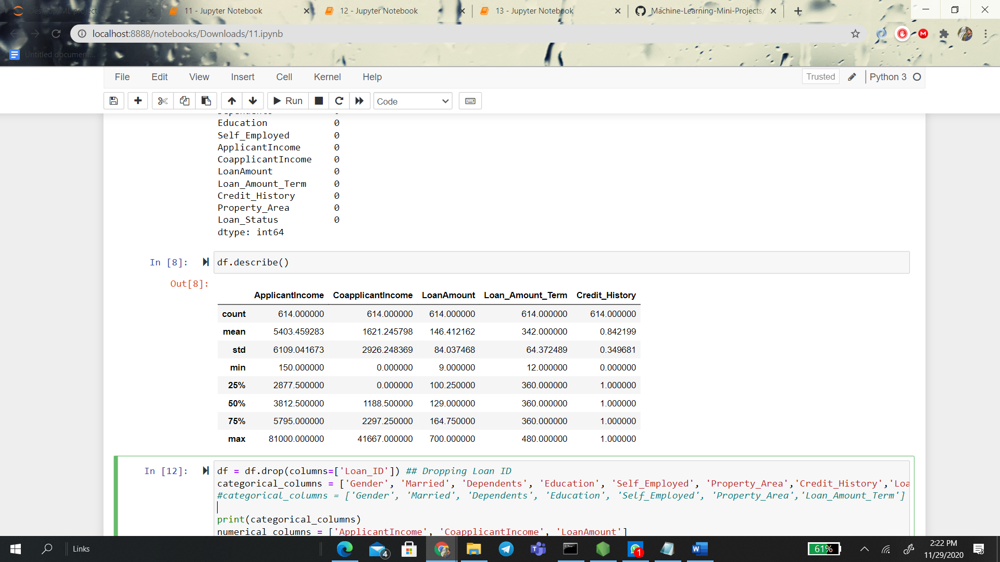 11 - Jupyter Notebook
12 - Jupyter Notebook
13 - Jupyter Notebook
Machine-Learning-Mini-Projects
localhost:8888/notebooks/Downloads/11.ipynb
Untitled documen...
File Edit View Insert Cell Kernel Help Trusted Python 3
Run Code
Education 0
Self_Employed 0
ApplicantIncome 0
CoapplicantIncome 0
LoanAmount 0
Loan_Amount_Term 0
Credit_History 0
Property_Area 0
Loan_Status 0
dtype: int64
In [8]: df.describe()
Out[8]:
ApplicantIncome CoapplicantIncome LoanAmount Loan_Amount_Term Credit_History
count 614.000000 614.000000 614.000000 614.000000 614.000000
mean 5403.459283 1621.245798 146.412162 342.000000 0.842199
std 6109.041673 2926.248369 84.037468 64.372489 0.349681
min 150.000000 0.000000 9.000000 12.000000 0.000000
25% 2877.500000 0.000000 100.250000 360.000000 1.000000
50% 3812.500000 1188.500000 129.000000 360.000000 1.000000
75% 5795.000000 2297.250000 164.750000 360.000000 1.000000
max 81000.000000 41667.000000 700.000000 480.000000 1.000000
In [12]: df = df.drop(columns=['Loan_ID']) ## Dropping Loan ID
categorical_columns = ['Gender', 'Married', 'Dependents', 'Education', 'Self_Employed', 'Property_Area','Credit_History','Loa
#categorical_columns = ['Gender', 'Married', 'Dependents', 'Education', 'Self_Employed', 'Property_Area','Loan_Amount_Term']
print(categorical_columns)
numerical_columns = ['ApplicantIncome', 'CoapplicantIncome', 'LoanAmount']
Links
4
1
61%
2:22 PM
11/29/2020